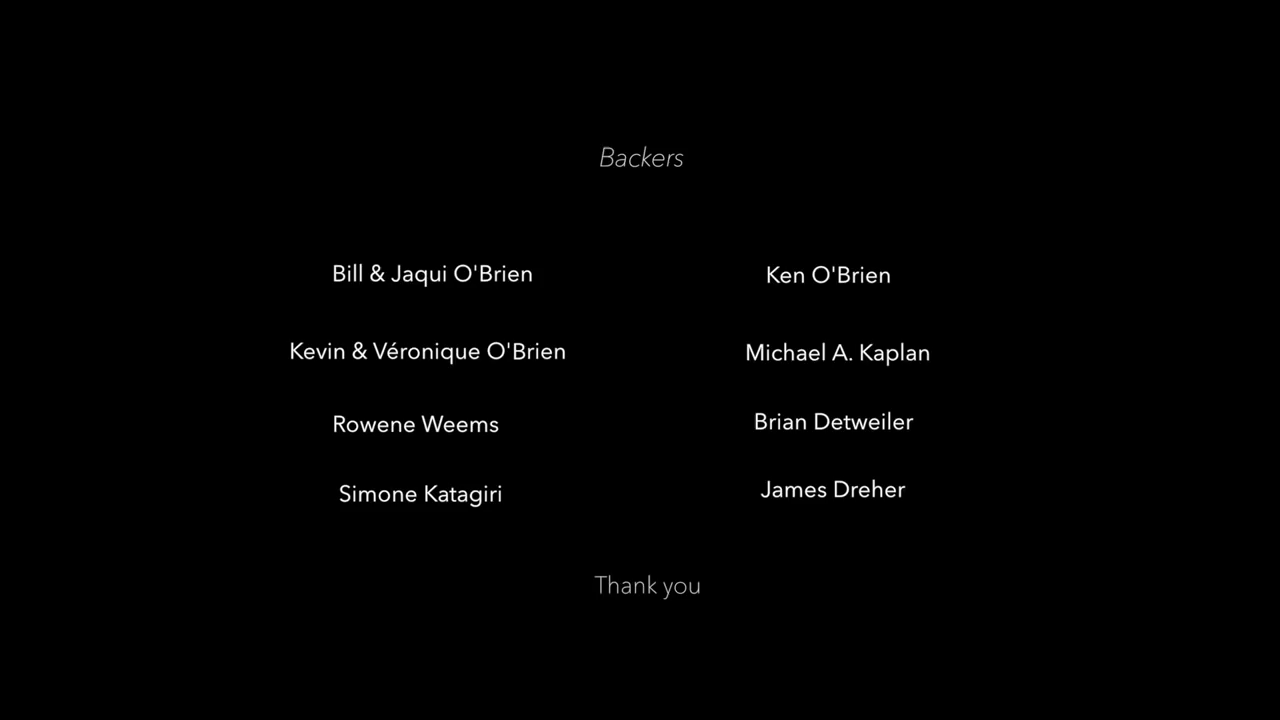 Backers
Bill & Jaqui O'Brien
Ken O'Brien
Kevin & Véronique O'Brien
Michael A. Kaplan
Rowene Weems
Brian Detweiler
Simone Katagiri
James Dreher
Thank you